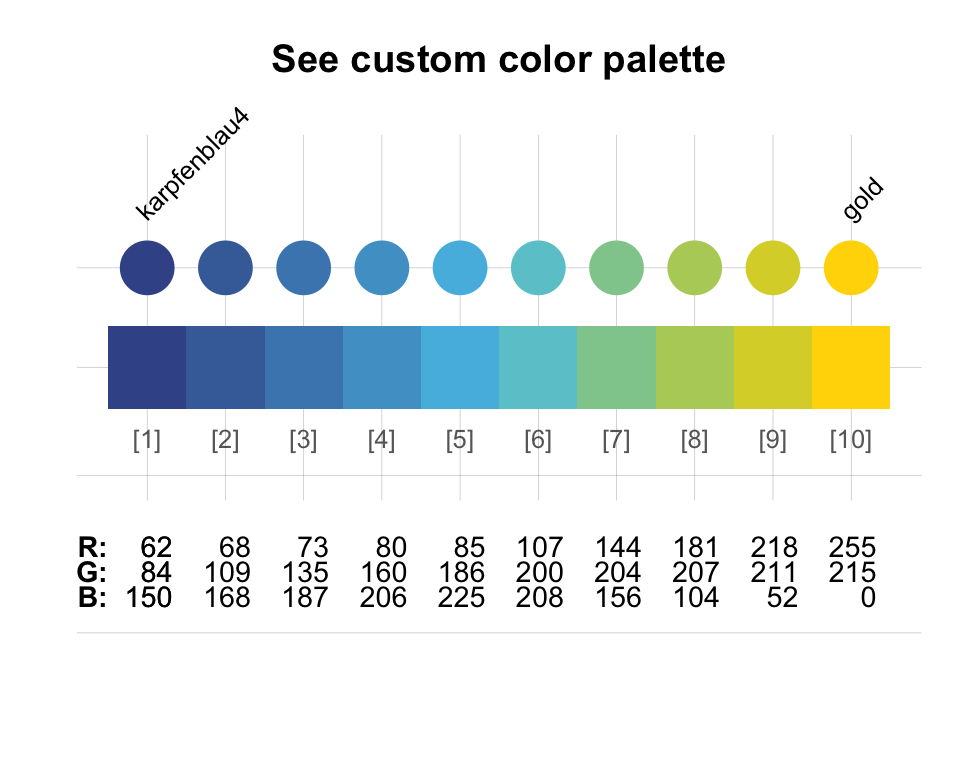 See custom color palette
karpfenblau4
gold
[1] [2] [3] [4] [5] [6] [7] [8] [9] [10]
R: 62 68 73 80 85 107 144 181 218 255
G: 84 109 135 160 186 200 204 207 211 215
B: 150 168 187 206 225 208 156 104 52 0